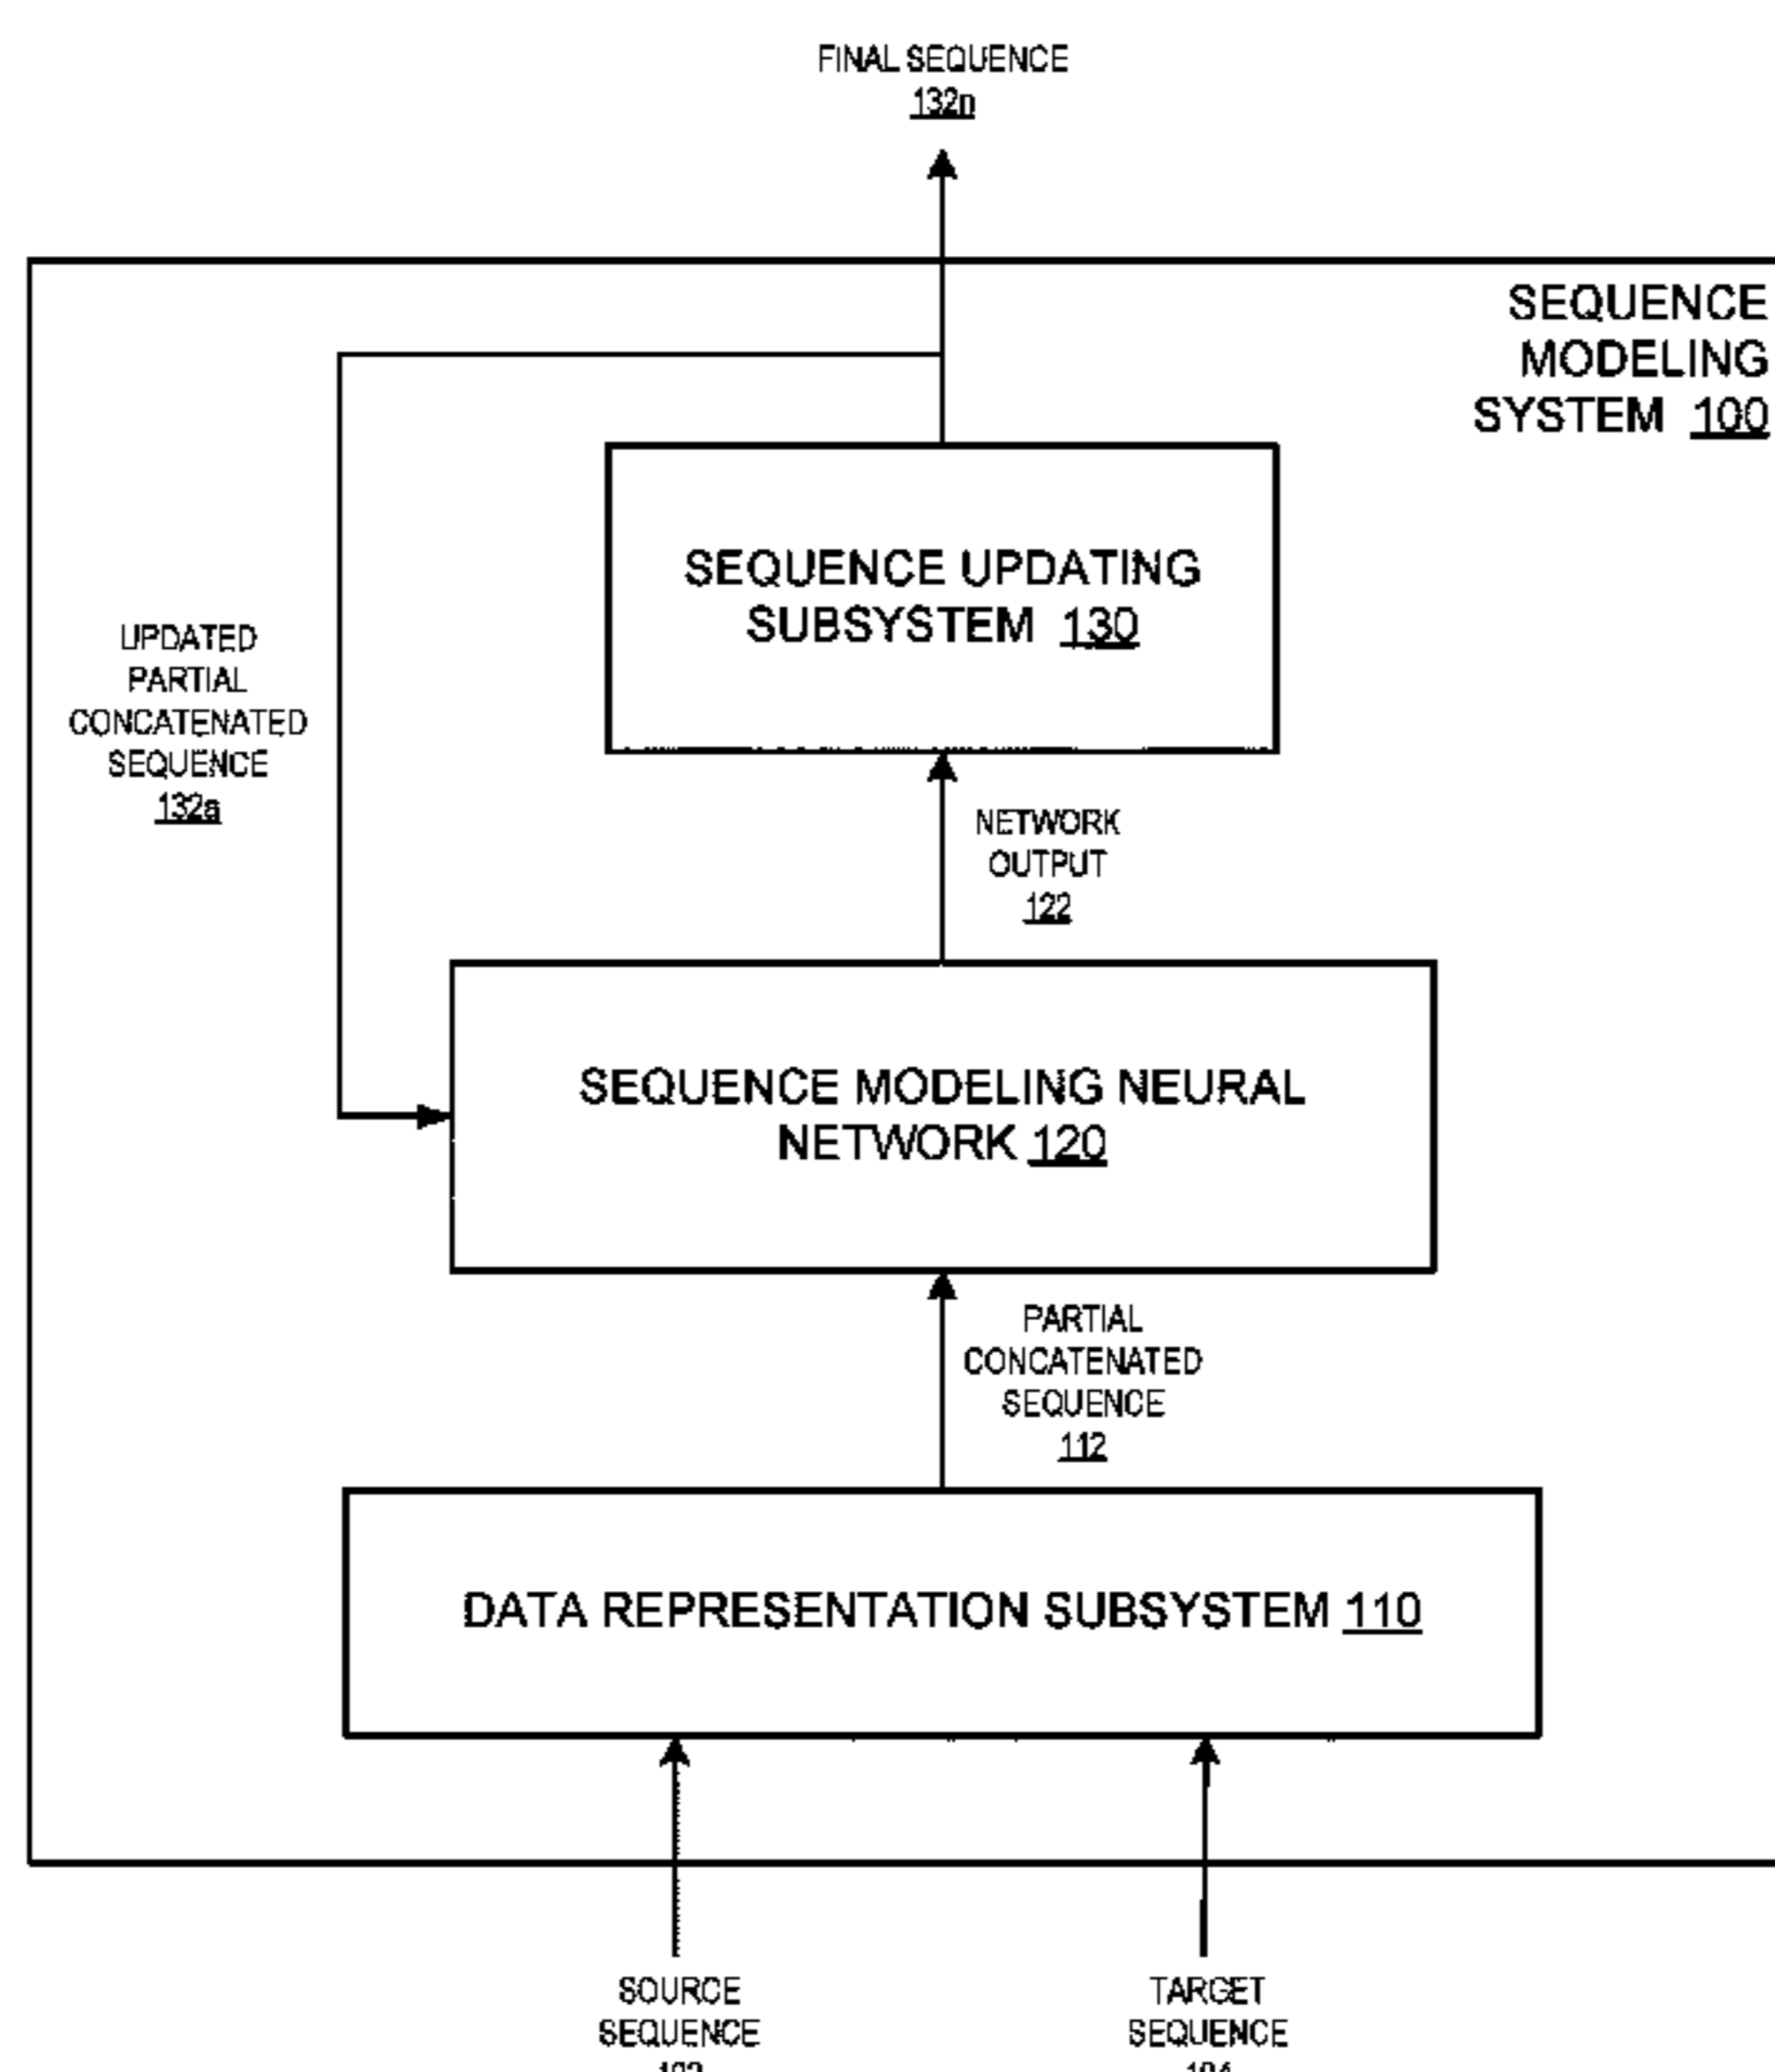 FINAL SEQUENCE
132n
SEQUENCE
MODELING
SYSTEM 100
SEQUENCE UPDATING
SUBSYSTEM 130
UPDATED
PARTIAL
CONCATENATED
SEQUENCE
132a
NETWORK
OUTPUT
122
SEQUENCE MODELING NEURAL
NETWORK 120
PARTIAL
CONCATENATED
SEQUENCE
112
DATA REPRESENTATION SUBSYSTEM 110
SOURCE
SEQUENCE
TARGET
SEQUENCE